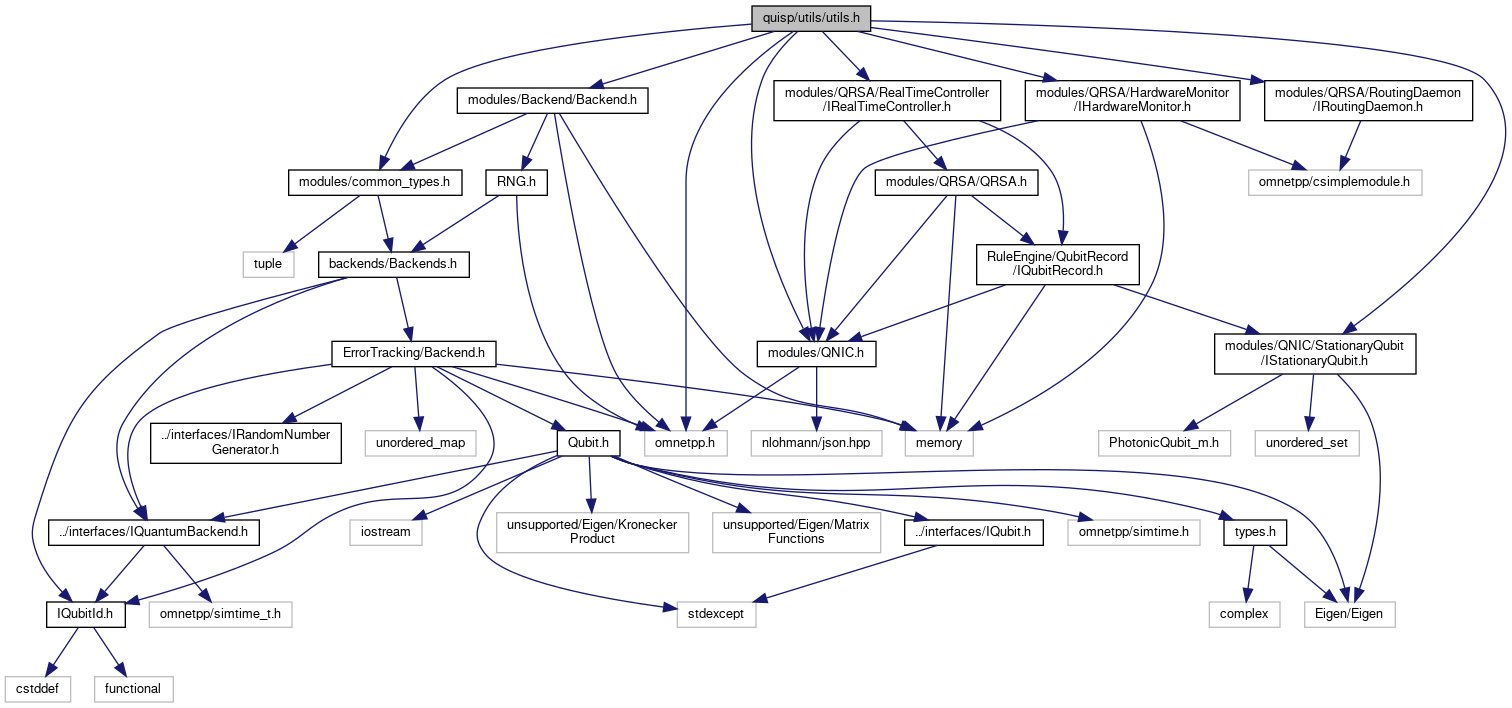 quisp/utils/utils.h
modules/Backend/Backend.h
modules/QRSA/RealTimeController
/IRealTimeController.h
modules/QRSA/HardwareMonitor
/IHardwareMonitor.h
modules/QRSA/RoutingDaemon
/IRoutingDaemon.h
modules/common_types.h
RNG.h
modules/QRSA/QRSA.h
omnetpp/csimplemodule.h
tuple
backends/Backends.h
RuleEngine/QubitRecord
/IQubitRecord.h
ErrorTracking/Backend.h
modules/QNIC.h
modules/QNIC/StationaryQubit
/IStationaryQubit.h
../interfaces/IRandomNumber
Generator.h
unordered_map
Qubit.h
omnetpp.h
nlohmann/json.hpp
memory
PhotonicQubit_m.h
unordered_set
../interfaces/IQuantumBackend.h
iostream
unsupported/Eigen/Kronecker
Product
unsupported/Eigen/Matrix
Functions
../interfaces/IQubit.h
omnetpp/simtime.h
types.h
IQubitId.h
omnetpp/simtime_t.h
stdexcept
complex
Eigen/Eigen
cstddef
functional